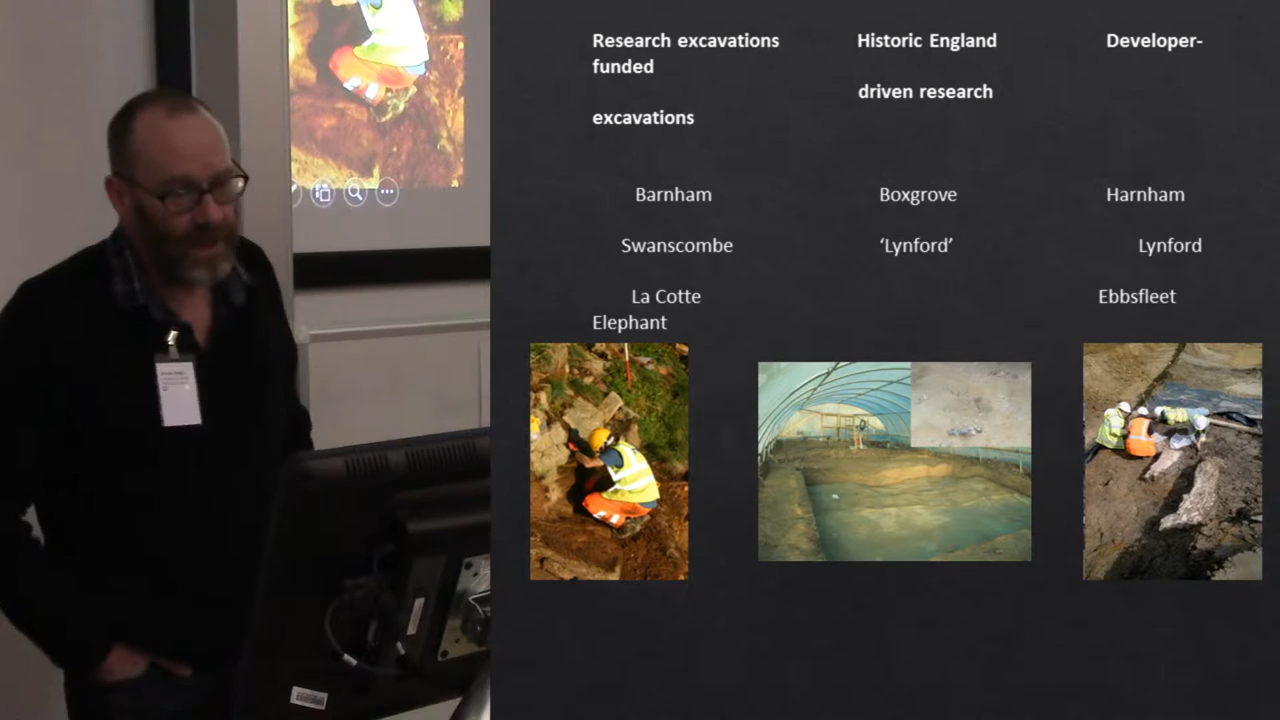 Research excavations Historic England Developer-
funded
driven research
excavations
Barnham Boxgrove Harnham
Swanscombe ‘Lynford’ Lynford
La Cotte Ebbsfleet
Elephant